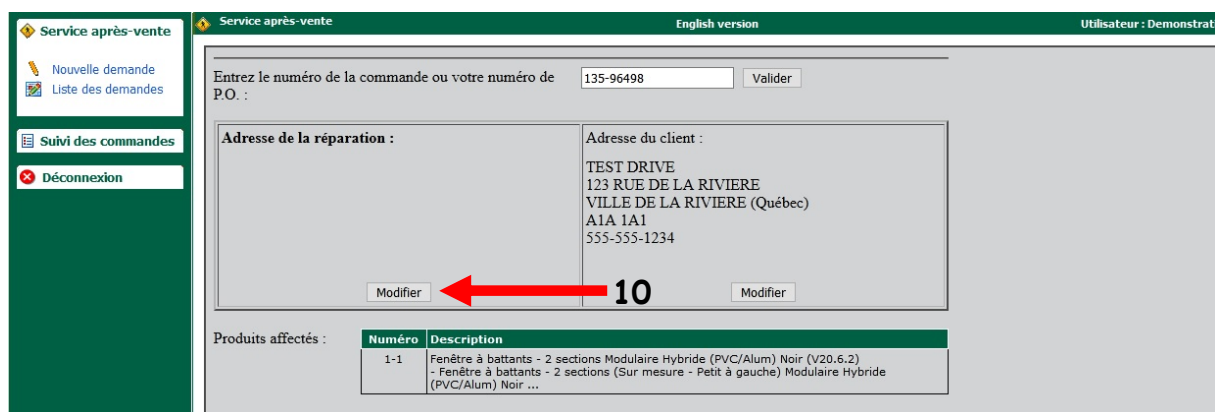 Service après-vente
Nouvelle demande
Liste des demandes
Suivi des commandes
Déconnexion
Service après-vente
English version
Utilisateur : Demonstrat
Entrez le numéro de la commande ou votre numéro de
P.O. :
135-96498
Valider
Adresse de la réparation :
Modifier
Adresse du client :
TEST DRIVE
123 RUE DE LA RIVIERE
VILLE DE LA RIVIERE (Québec)
A1A 1A1
555-555-1234
10
Modifier
Produits affectés :
Numéro Description
1-1 Fenêtre à battants - 2 sections Modulaire Hybride (PVC/Alum) Noir (V20.6.2)
- Fenêtre à battants - 2 sections (Sur mesure - Petit à gauche) Modulaire Hybride
(PVC/Alum) Noir ...